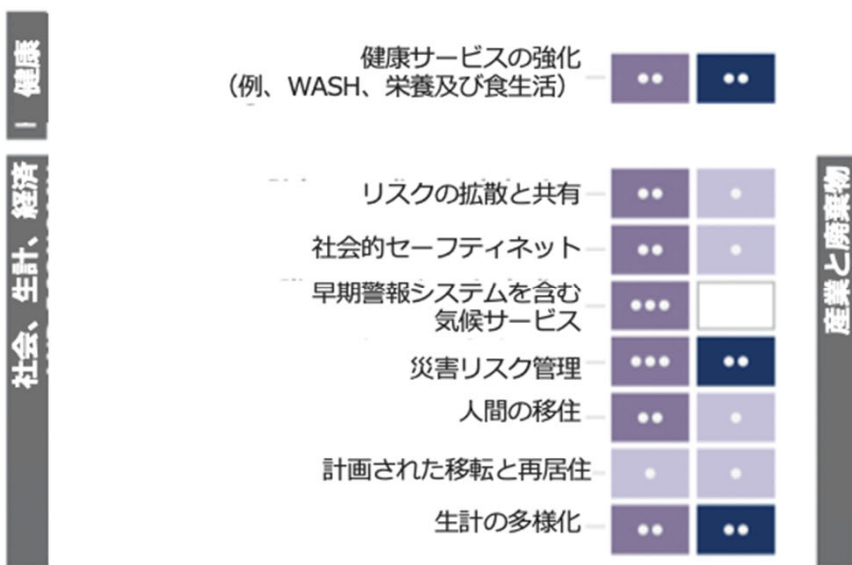 健康
健康サービスの強化
（例、WASH、栄養及び食生活）
社会、生計、経済
リスクの拡散と共有
社会的セーフティネット
早期警報システムを含む
気候サービス
災害リスク管理
人間の移住
計画された移転と再居住
生計の多様化
産業と廃棄物